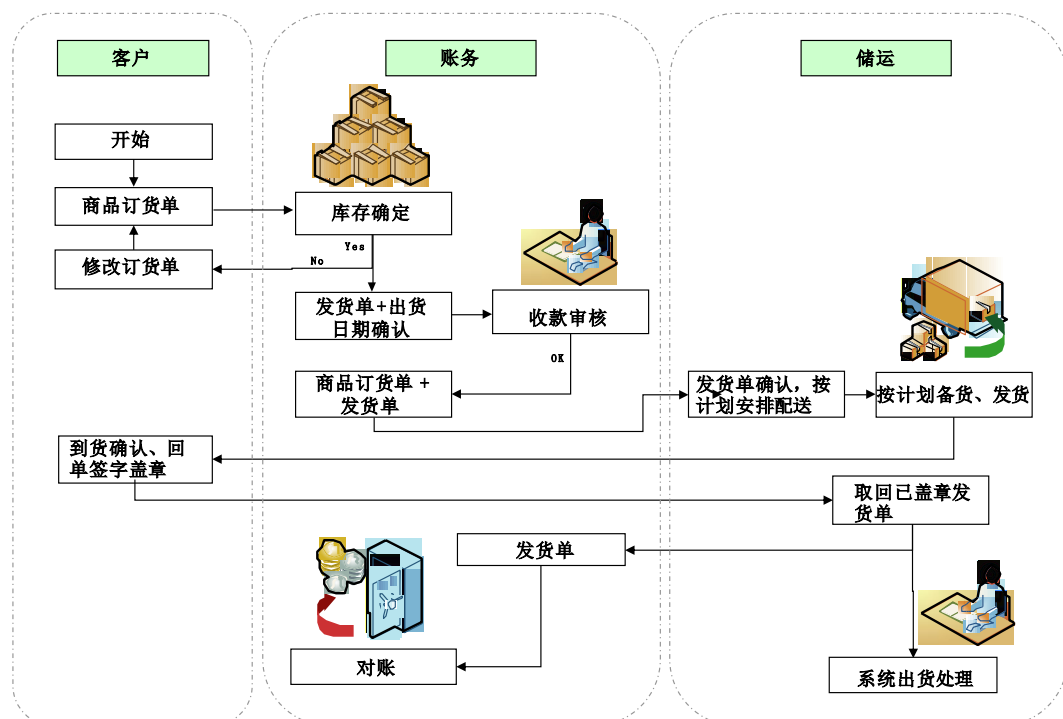 客户
账务
储运
开始
商品订货单
库存确定
Yes
No
修改订货单
发货单+出货
日期确认
收款审核
OK
商品订货单 +
发货单
发货单确认，按
计划安排配送
按计划备货、发货
到货确认、回
单签字盖章
取回已盖章发
货单
发货单
对账
系统出货处理